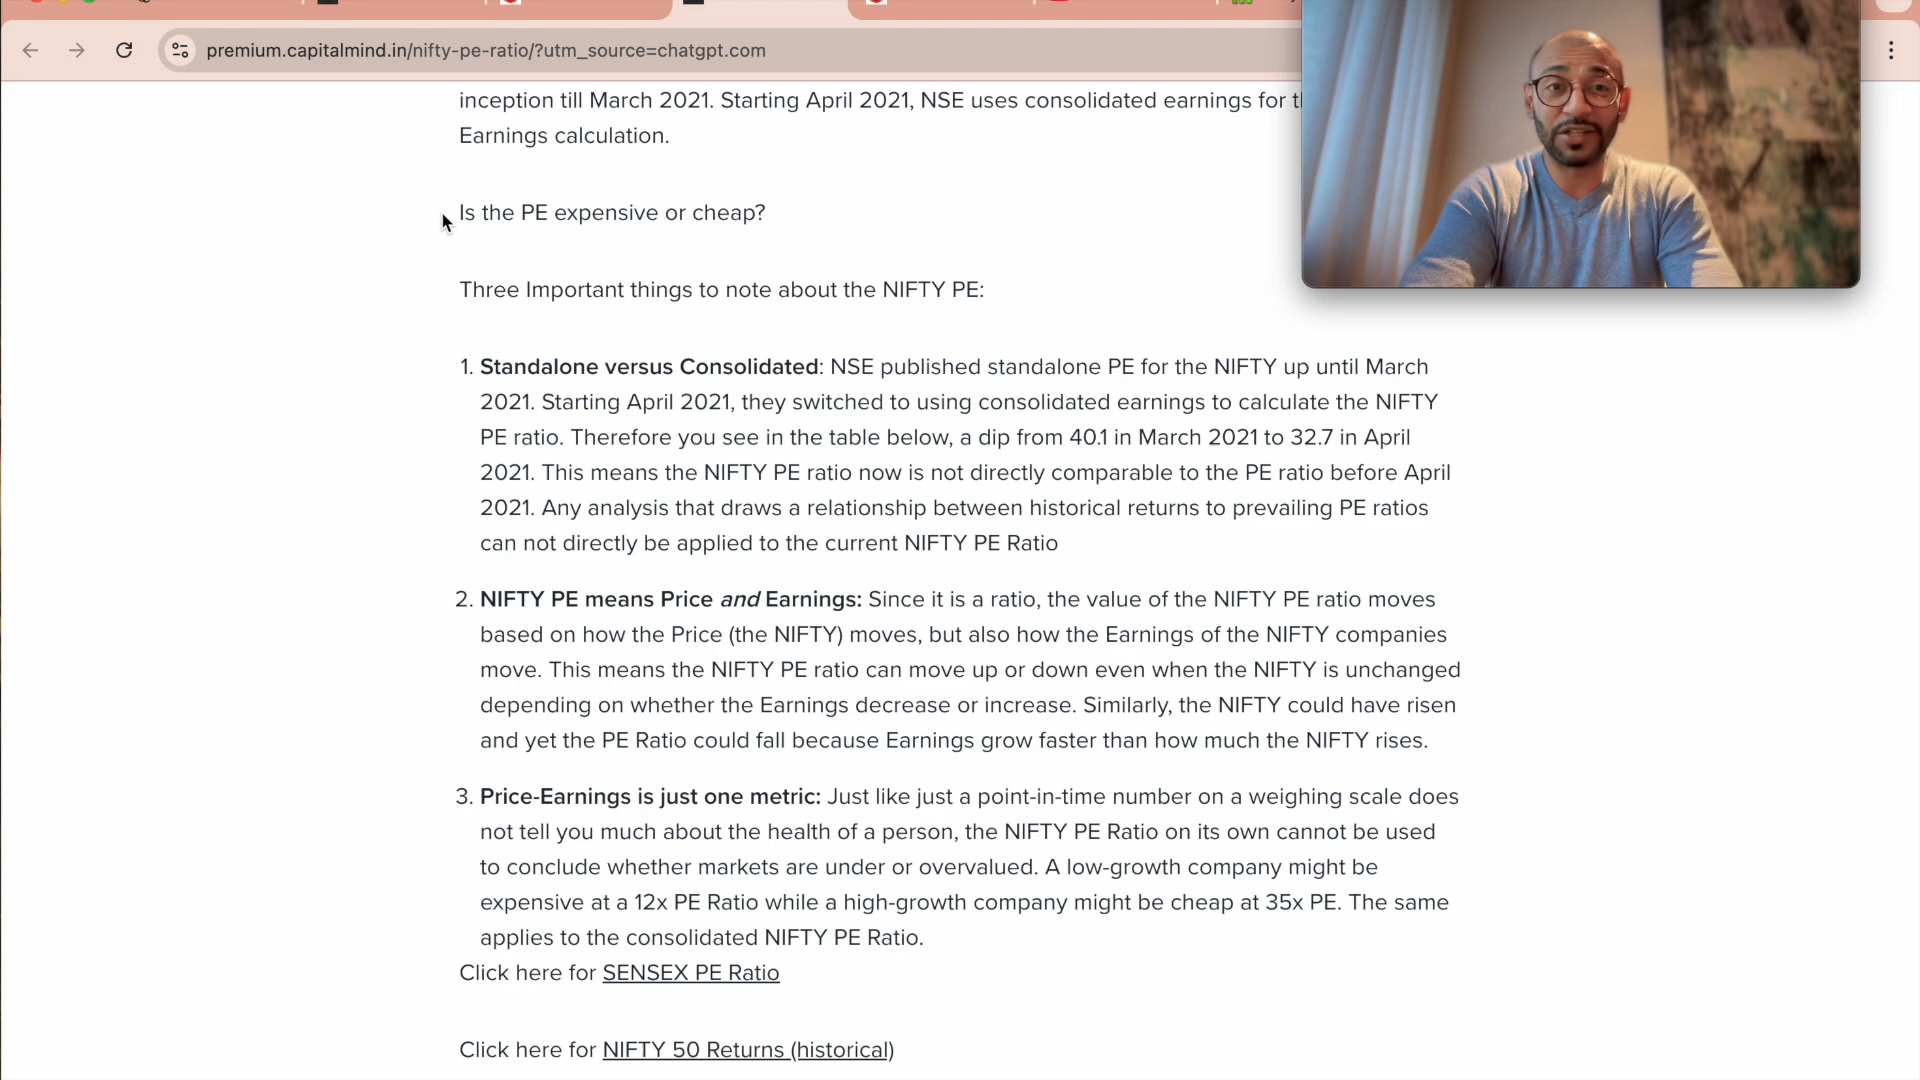 premium.capitalmind.in/nifty-pe-ratio/?utm_source=chatgpt.com
inception till March 2021. Starting April 2021, NSE uses consolidated earnings for
Earnings calculation.
Is the PE expensive or cheap?
Three Important things to note about the NIFTY PE:
1. Standalone versus Consolidated: NSE published standalone PE for the NIFTY up until March
2021. Starting April 2021, they switched to using consolidated earnings to calculate the NIFTY
PE ratio. Therefore you see in the table below, a dip from 40.1 in March 2021 to 32.7 in April
2021. This means the NIFTY PE ratio now is not directly comparable to the PE ratio before April
2021. Any analysis that draws a relationship between historical returns to prevailing PE ratios
can not directly be applied to the current NIFTY PE Ratio
2. NIFTY PE means Price and Earnings: Since it is a ratio, the value of the NIFTY PE ratio moves
based on how the Price (the NIFTY) moves, but also how the Earnings of the NIFTY companies
move. This means the NIFTY PE ratio can move up or down even when the NIFTY is unchanged
depending on whether the Earnings decrease or increase. Similarly, the NIFTY could have risen
and yet the PE Ratio could fall because Earnings grow faster than how much the NIFTY rises.
3. Price-Earnings is just one metric: Just like just a point-in-time number on a weighing scale does
not tell you much about the health of a person, the NIFTY PE Ratio on its own cannot be used
to conclude whether markets are under or overvalued. A low-growth company might be
expensive at a 12x PE Ratio while a high-growth company might be cheap at 35x PE. The same
applies to the consolidated NIFTY PE Ratio.
Click here for SENSEX PE Ratio
Click here for NIFTY 50 Returns (historical)